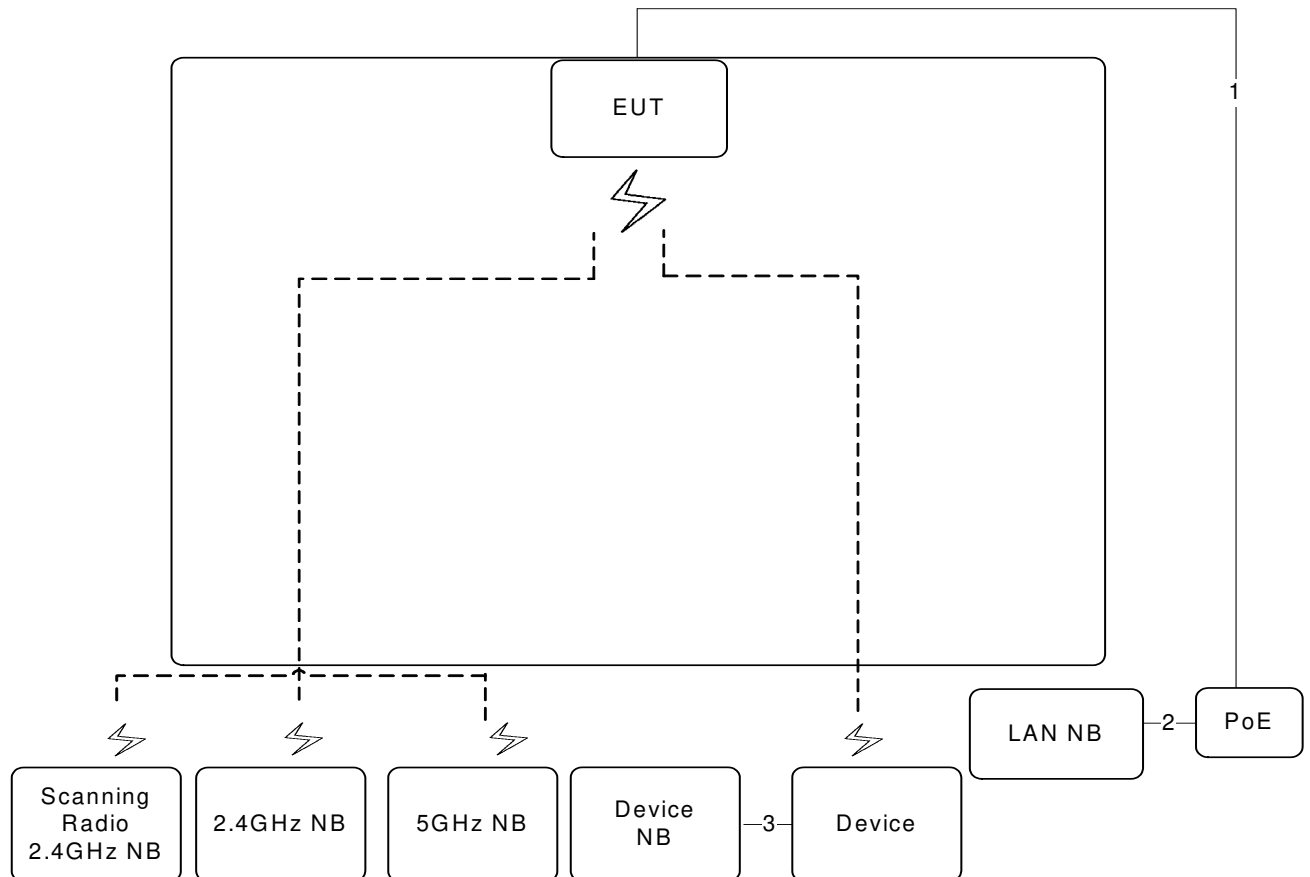 EUT
1
LAN NB
2
PoE
Scanning
Radio
2.4GHz NB
2.4GHz NB
5GHz NB
Device
NB
3
Device